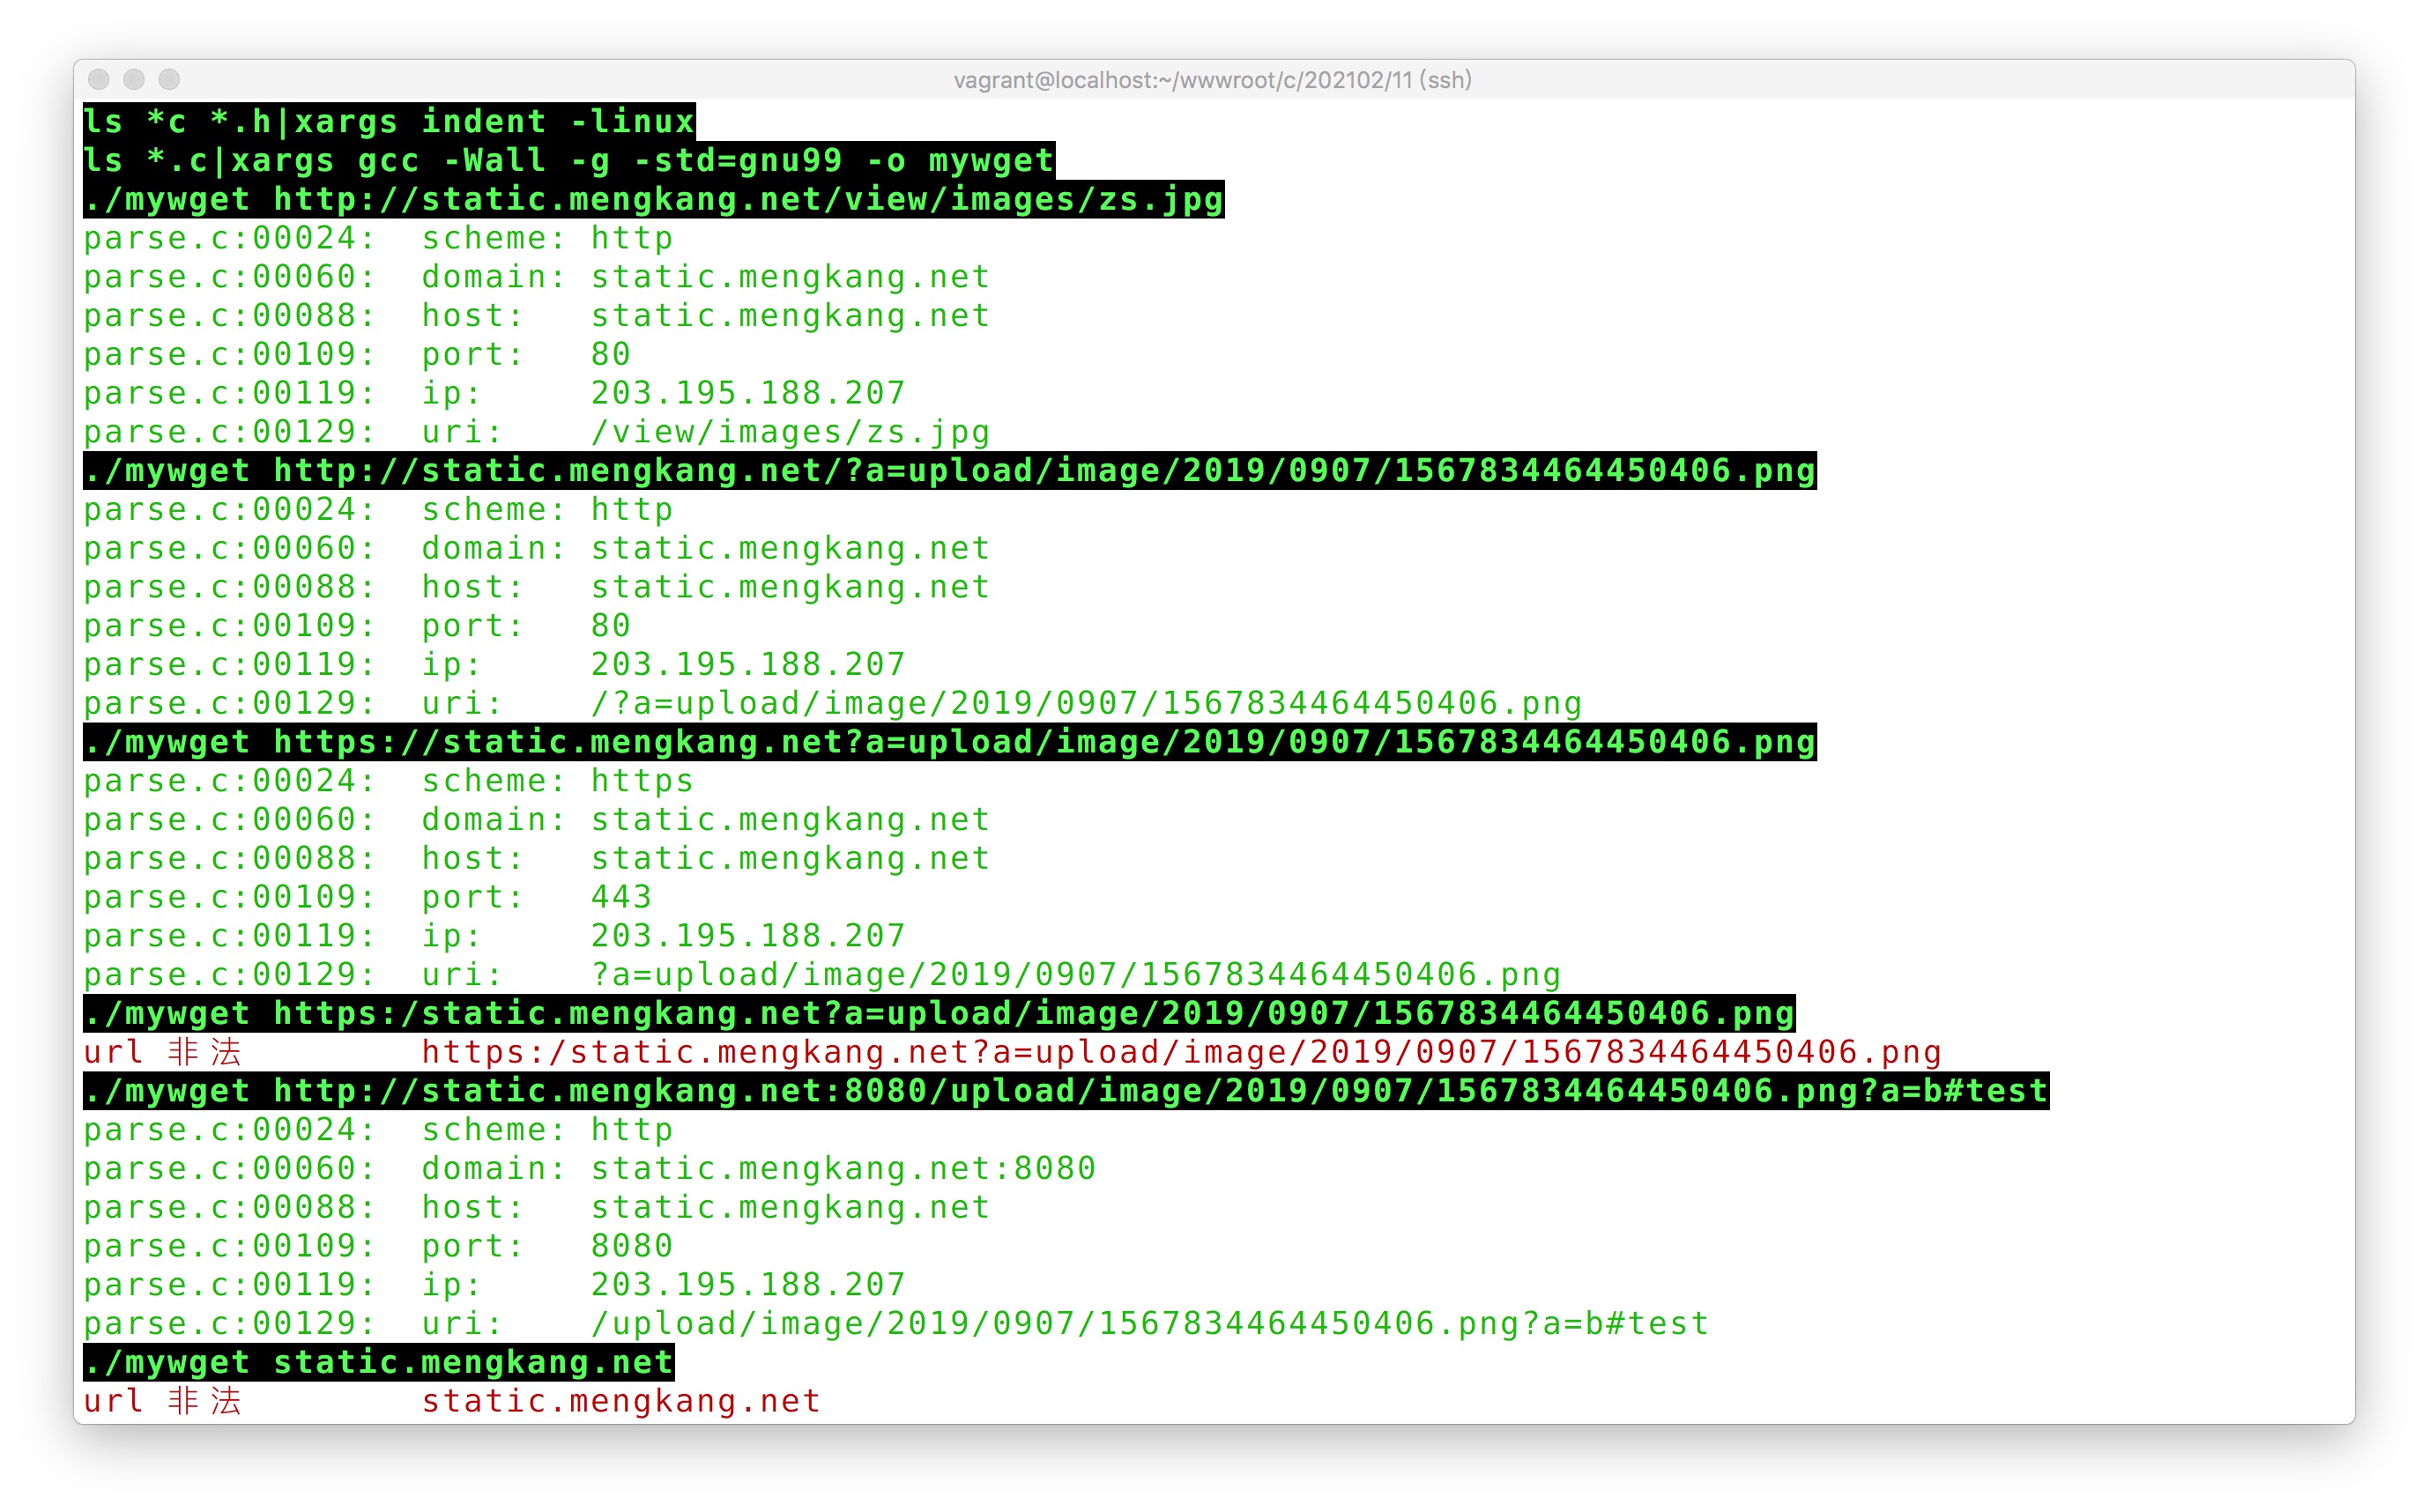 vagrant@localhost:~/wwwroot/c/202102/11 (ssh)
ls *c *.h|xargs indent -linux
ls *.c|xargs gcc -Wall -g -std=gnu99 -o mywget
./mywget http://static.mengkang.net/view/images/zs.jpg
parse.c:00024:  scheme: http
parse.c:00060:  domain: static.mengkang.net
parse.c:00088:  host:   static.mengkang.net
parse.c:00109:  port:   80
parse.c:00119:  ip:     203.195.188.207
parse.c:00129:  uri:    /view/images/zs.jpg
./mywget http://static.mengkang.net/?a=upload/image/2019/0907/1567834464450406.png
parse.c:00024:  scheme: http
parse.c:00060:  domain: static.mengkang.net
parse.c:00088:  host:   static.mengkang.net
parse.c:00109:  port:   80
parse.c:00119:  ip:     203.195.188.207
parse.c:00129:  uri:    /?a=upload/image/2019/0907/1567834464450406.png
./mywget https://static.mengkang.net?a=upload/image/2019/0907/1567834464450406.png
parse.c:00024:  scheme: https
parse.c:00060:  domain: static.mengkang.net
parse.c:00088:  host:   static.mengkang.net
parse.c:00109:  port:   443
parse.c:00119:  ip:     203.195.188.207
parse.c:00129:  uri:    ?a=upload/image/2019/0907/1567834464450406.png
./mywget https:/static.mengkang.net?a=upload/image/2019/0907/1567834464450406.png
url 非法        https:/static.mengkang.net?a=upload/image/2019/0907/1567834464450406.png
./mywget http://static.mengkang.net:8080/upload/image/2019/0907/1567834464450406.png?a=b#test
parse.c:00024:  scheme: http
parse.c:00060:  domain: static.mengkang.net:8080
parse.c:00088:  host:   static.mengkang.net
parse.c:00109:  port:   8080
parse.c:00119:  ip:     203.195.188.207
parse.c:00129:  uri:    /upload/image/2019/0907/1567834464450406.png?a=b#test
./mywget static.mengkang.net
url 非法        static.mengkang.net